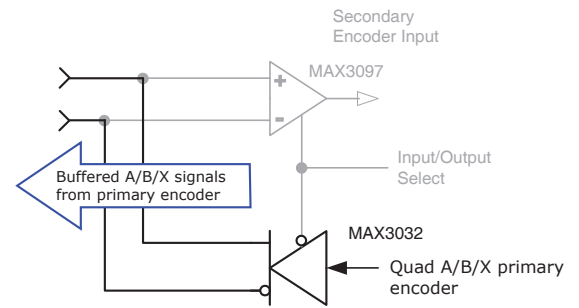 Secondary
Encoder Input
MAX3097
+
-
Buffered A/B/X signals
from primary encoder
Input/Output
Select
MAX3032
Quad A/B/X primary
encoder